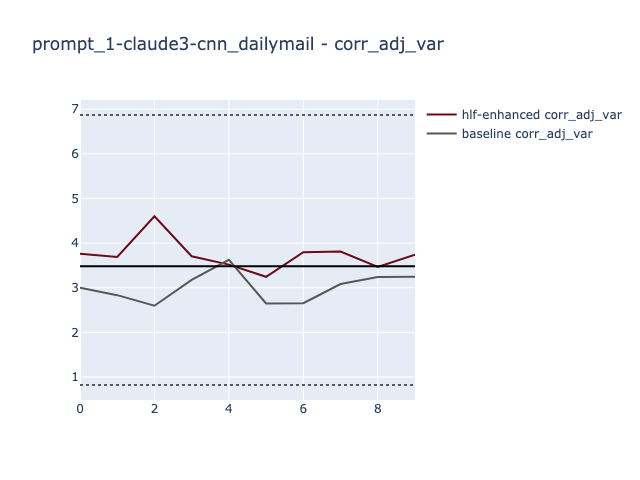 prompt_1-claude3-cnn_dailymail - corr_adj_var
hlf-enhanced corr_adj_var
baseline corr_adj_var
7
6
5
4
3
2
1
0 2 4 6 8